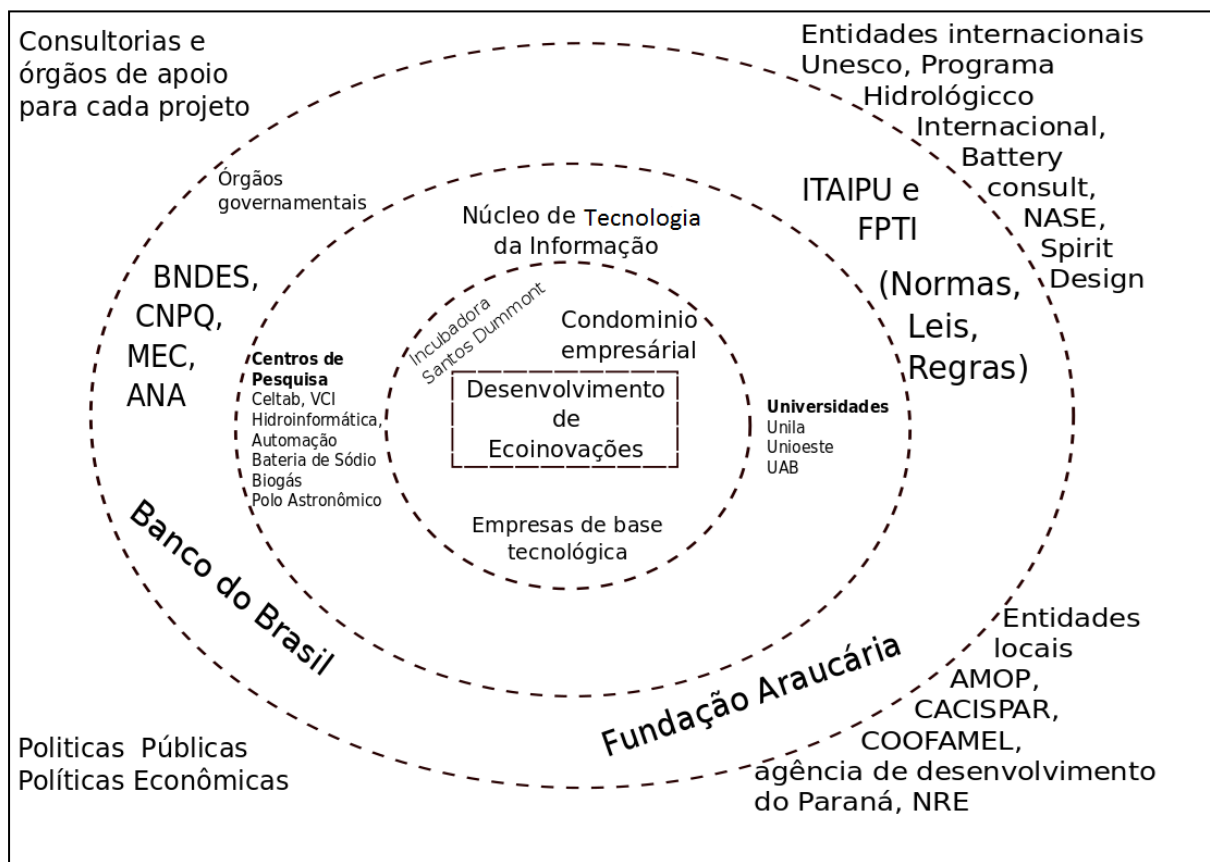 Consultorias e
órgãos de apoio
para cada projeto
Entidades internacionais
Unesco, Programa
Hidrológicco
Internacional,
Battery
consult,
NASE,
Spirit
Design
Órgãos
governamentais
BNDES,
CNPQ,
MEC,
ANA
ITAIPU e
FPTI
(Normas,
Leis,
Regras)
Núcleo de Tecnologia
da Informação
Incubadora
Santos Dummont
Condominio
empresárial
Centros de
Pesquisa
Celtab, VCI
Hidroinformática,
Automação
Bateria de Sódio
Biogás
Polo Astronômico
Desenvolvimento
de
Ecoinovações
Universidades
Unila
Unioeste
UAB
Empresas de base
tecnológica
Banco do Brasil
Fundação Araucária
Entidades
locais
AMOP,
CACISPAR,
COOFAMEL,
agência de desenvolvimento
do Paraná, NRE
Politicas Públicas
Políticas Econômicas